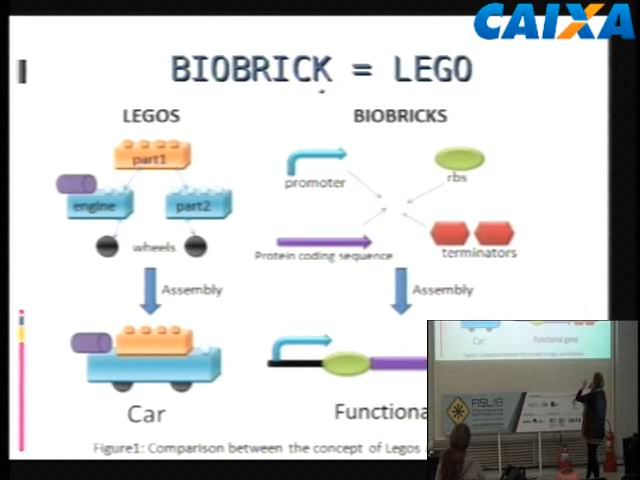 CAIXA
BIOBRICK = LEGO
LEGOS
BIOBRICKS
part1
engine
part2
wheels
promoter
rbs
Protein coding sequence
terminators
Assembly
Assembly
Car
Functiona
Figure1: Comparison between the concept of Legos
Car
Functional gene
FISL18